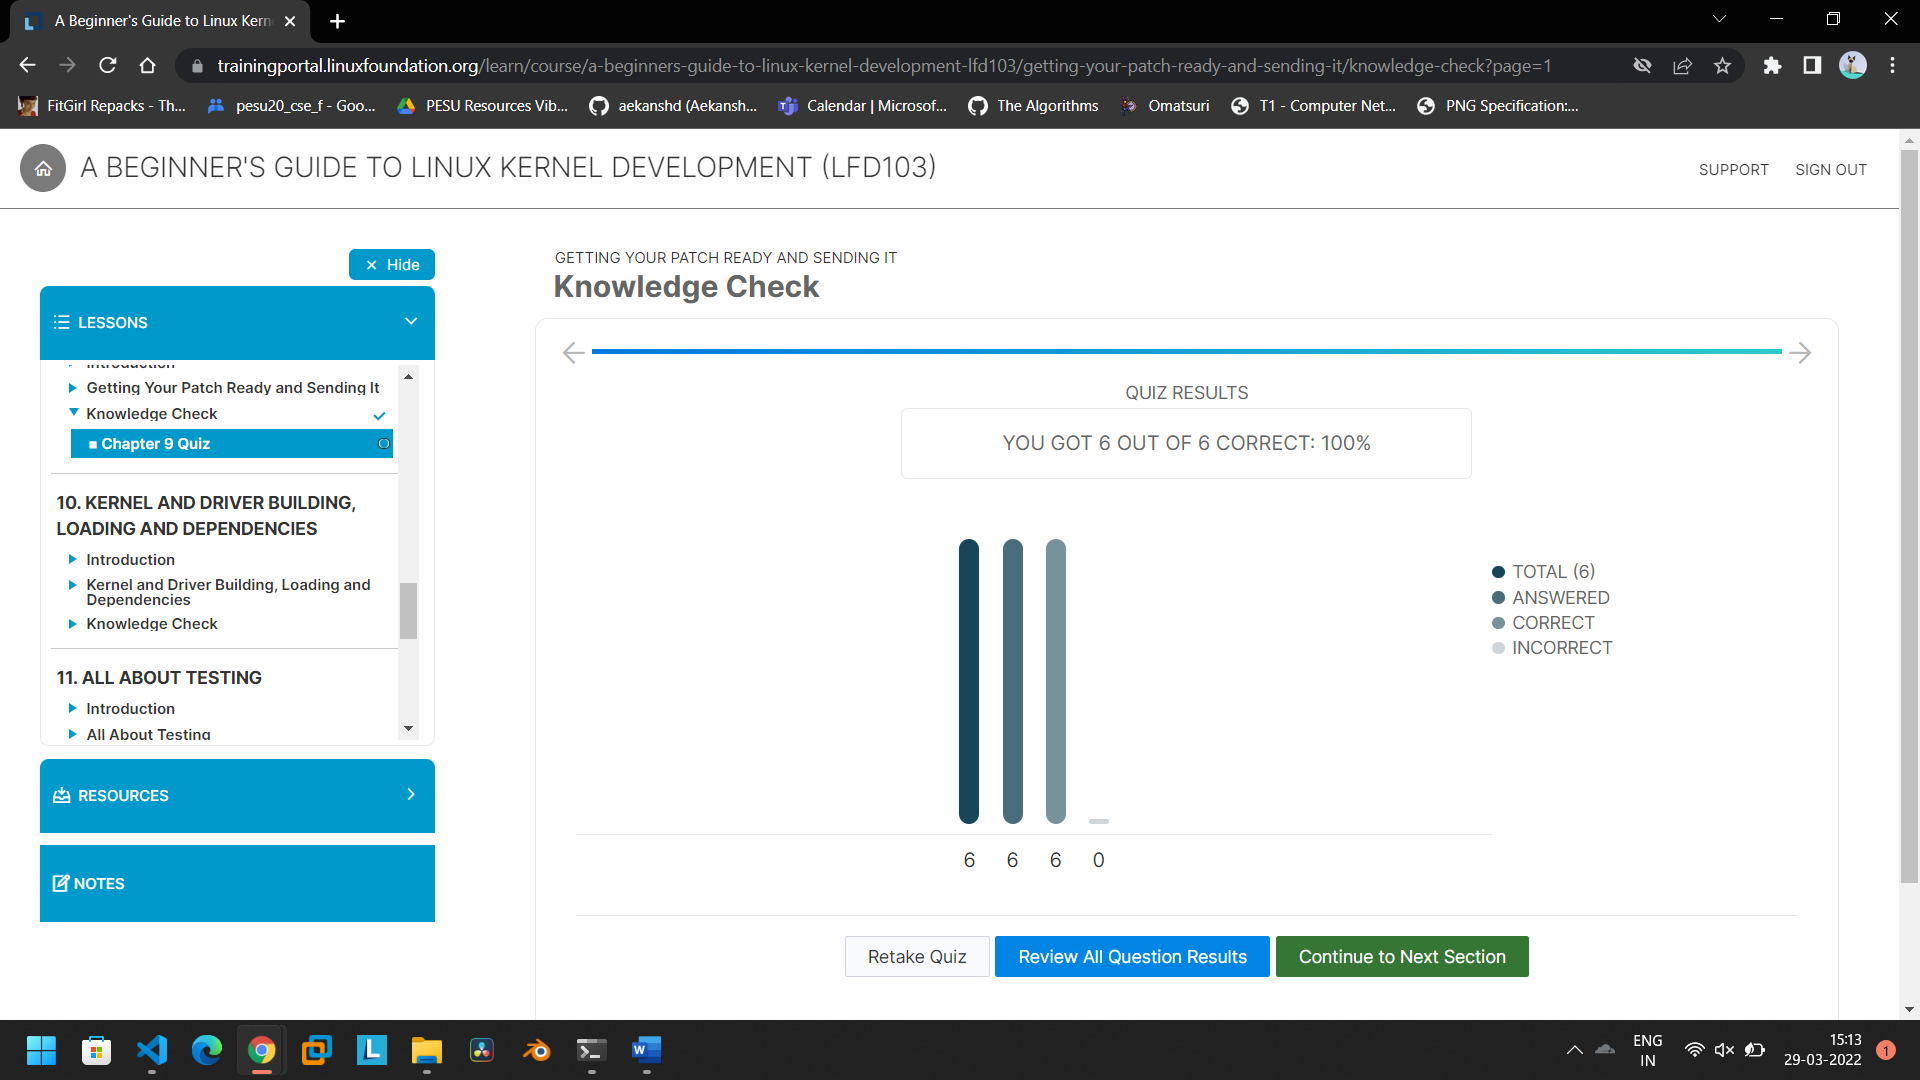 A Beginner's Guide to Linux Kern
trainingportal.linuxfoundation.org/learn/course/a-beginners-guide-to-linux-kernel-development-lfd103/getting-your-patch-ready-and-sending-it/knowledge-check?page=1
FitGirl Repacks - Th...
pesu20_cse_f - Goo...
PESU Resources Vib...
aekanshd (Aekansh...
Calendar | Microsof...
The Algorithms
Omatsuri
T1 - Computer Net...
PNG Specification:...
A BEGINNER'S GUIDE TO LINUX KERNEL DEVELOPMENT (LFD103)
SUPPORT
SIGN OUT
Hide
LESSONS
Introduction
Getting Your Patch Ready and Sending It
Knowledge Check
Chapter 9 Quiz
10. KERNEL AND DRIVER BUILDING,
LOADING AND DEPENDENCIES
Introduction
Kernel and Driver Building, Loading and
Dependencies
Knowledge Check
11. ALL ABOUT TESTING
Introduction
All About Testing
RESOURCES
NOTES
GETTING YOUR PATCH READY AND SENDING IT
Knowledge Check
QUIZ RESULTS
YOU GOT 6 OUT OF 6 CORRECT: 100%
TOTAL (6)
ANSWERED
CORRECT
INCORRECT
6 6 6 0
Retake Quiz
Review All Question Results
Continue to Next Section
ENG
IN
15:13
29-03-2022
1